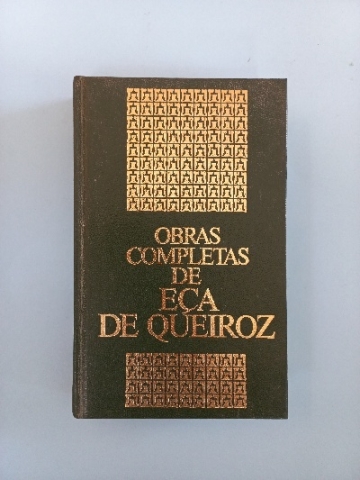 OBRAS
COMPLETAS
DE
EÇA
DE QUEIROZ